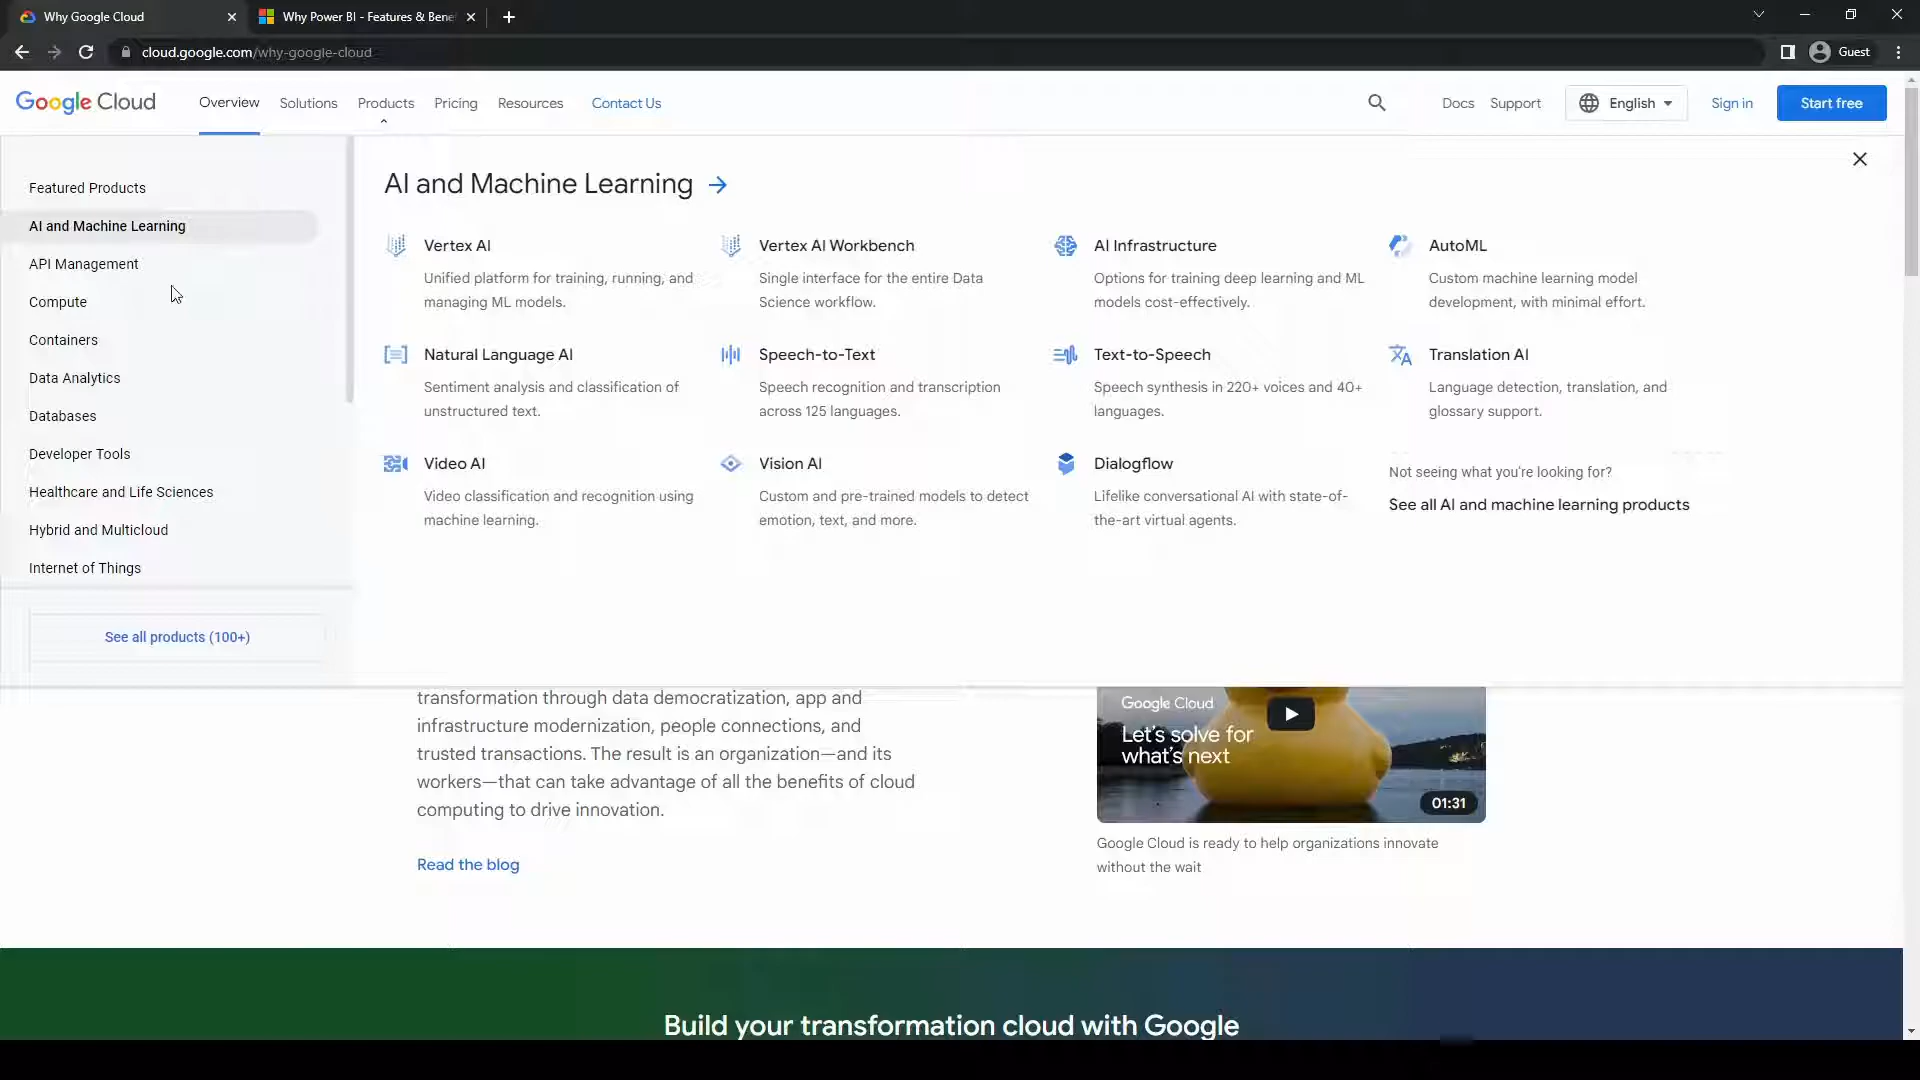 Why Google Cloud
Why Power BI - Features & Bene
cloud.google.com/why-google-cloud
Guest
Google Cloud
Overview
Solutions
Products
Pricing
Resources
Contact Us
Docs
Support
English
Sign in
Start free
Featured Products
AI and Machine Learning
API Management
Compute
Containers
Data Analytics
Databases
Developer Tools
Healthcare and Life Sciences
Hybrid and Multicloud
Internet of Things
See all products (100+)
AI and Machine Learning
Vertex AI
Unified platform for training, running, and
managing ML models.
Vertex AI Workbench
Single interface for the entire Data
Science workflow.
AI Infrastructure
Options for training deep learning and ML
models cost-effectively.
AutoML
Custom machine learning model
development, with minimal effort.
Natural Language AI
Sentiment analysis and classification of
unstructured text.
Speech-to-Text
Speech recognition and transcription
across 125 languages.
Text-to-Speech
Speech synthesis in 220+ voices and 40+
languages.
Translation AI
Language detection, translation, and
glossary support.
Video AI
Video classification and recognition using
machine learning.
Vision AI
Custom and pre-trained models to detect
emotion, text, and more.
Dialogflow
Lifelike conversational AI with state-of-
the-art virtual agents.
Not seeing what you're looking for?
See all AI and machine learning products
transformation through data democratization, app and
infrastructure modernization, people connections, and
trusted transactions. The result is an organization—and its
workers—that can take advantage of all the benefits of cloud
computing to drive innovation.
Read the blog
Google Cloud
Let's solve for
what's next
01:31
Google Cloud is ready to help organizations innovate
without the wait
Build your transformation cloud with Google